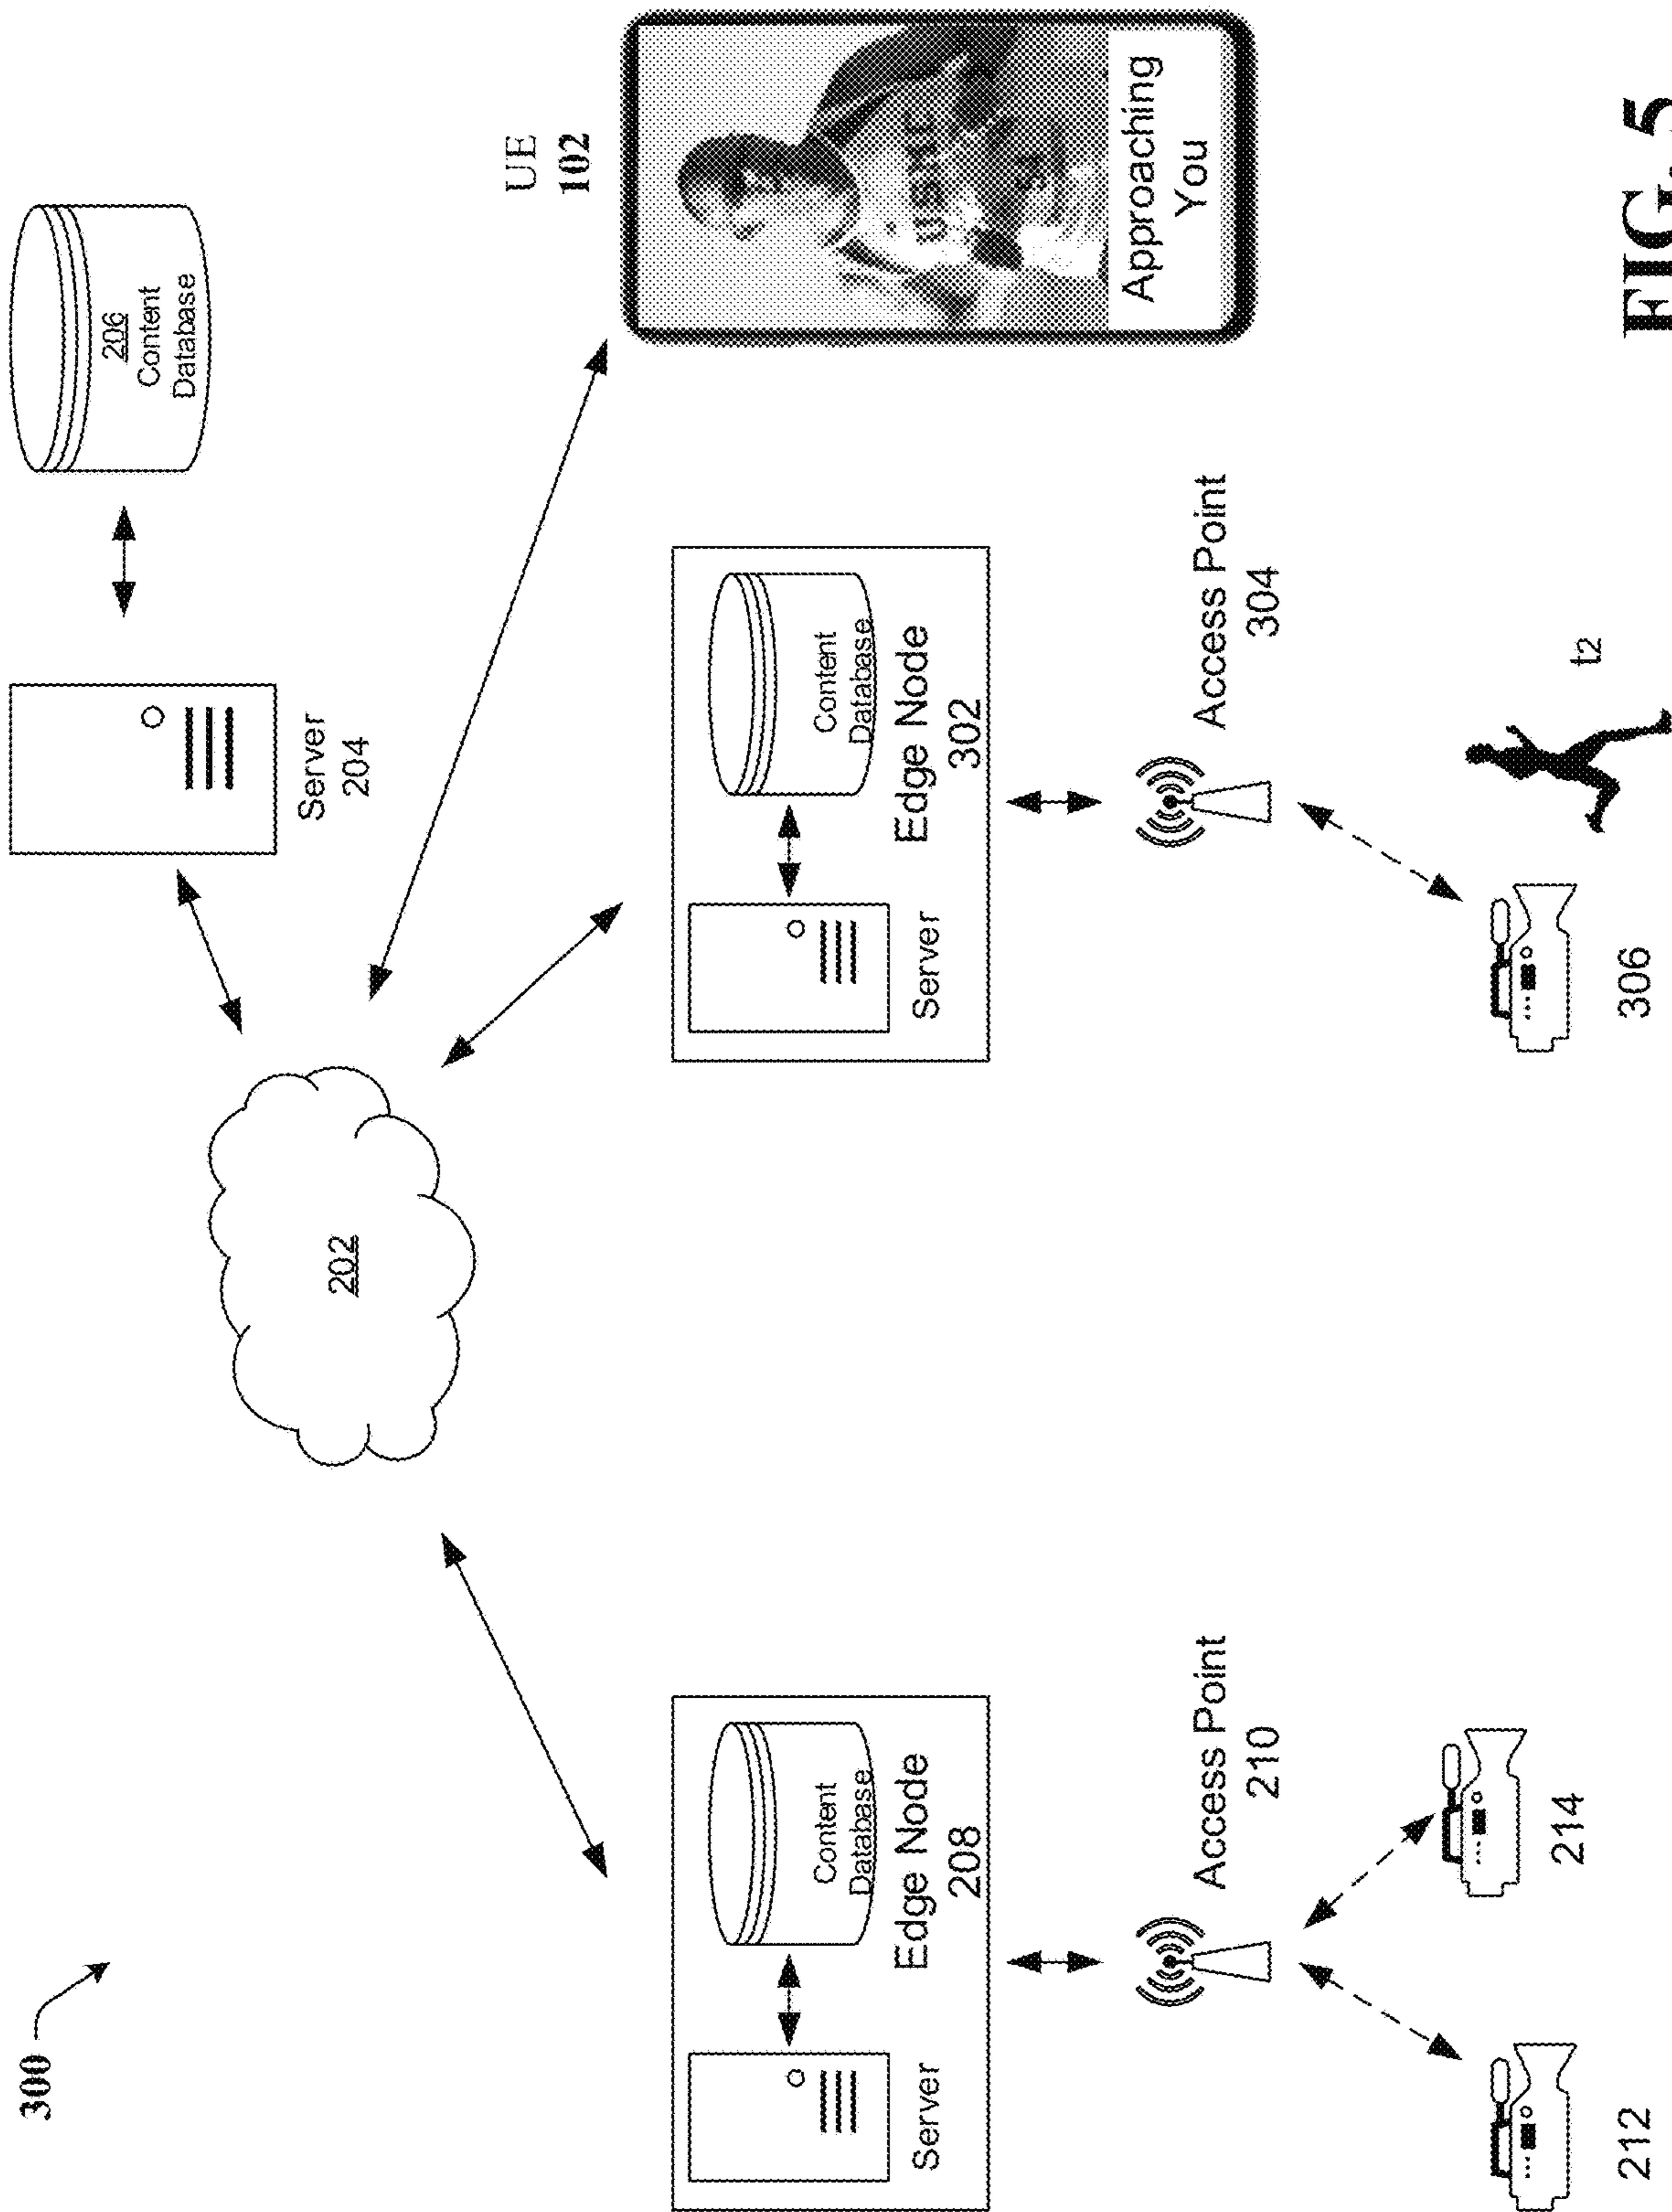 300
206
Content
Database
Server
204
202
UE
102
Approaching
You
Server
Content
Database
Edge Node
208
Server
Content
Database
Edge Node
302
Access Point
210
Access Point
304
212
214
306
t2
FIG. 5